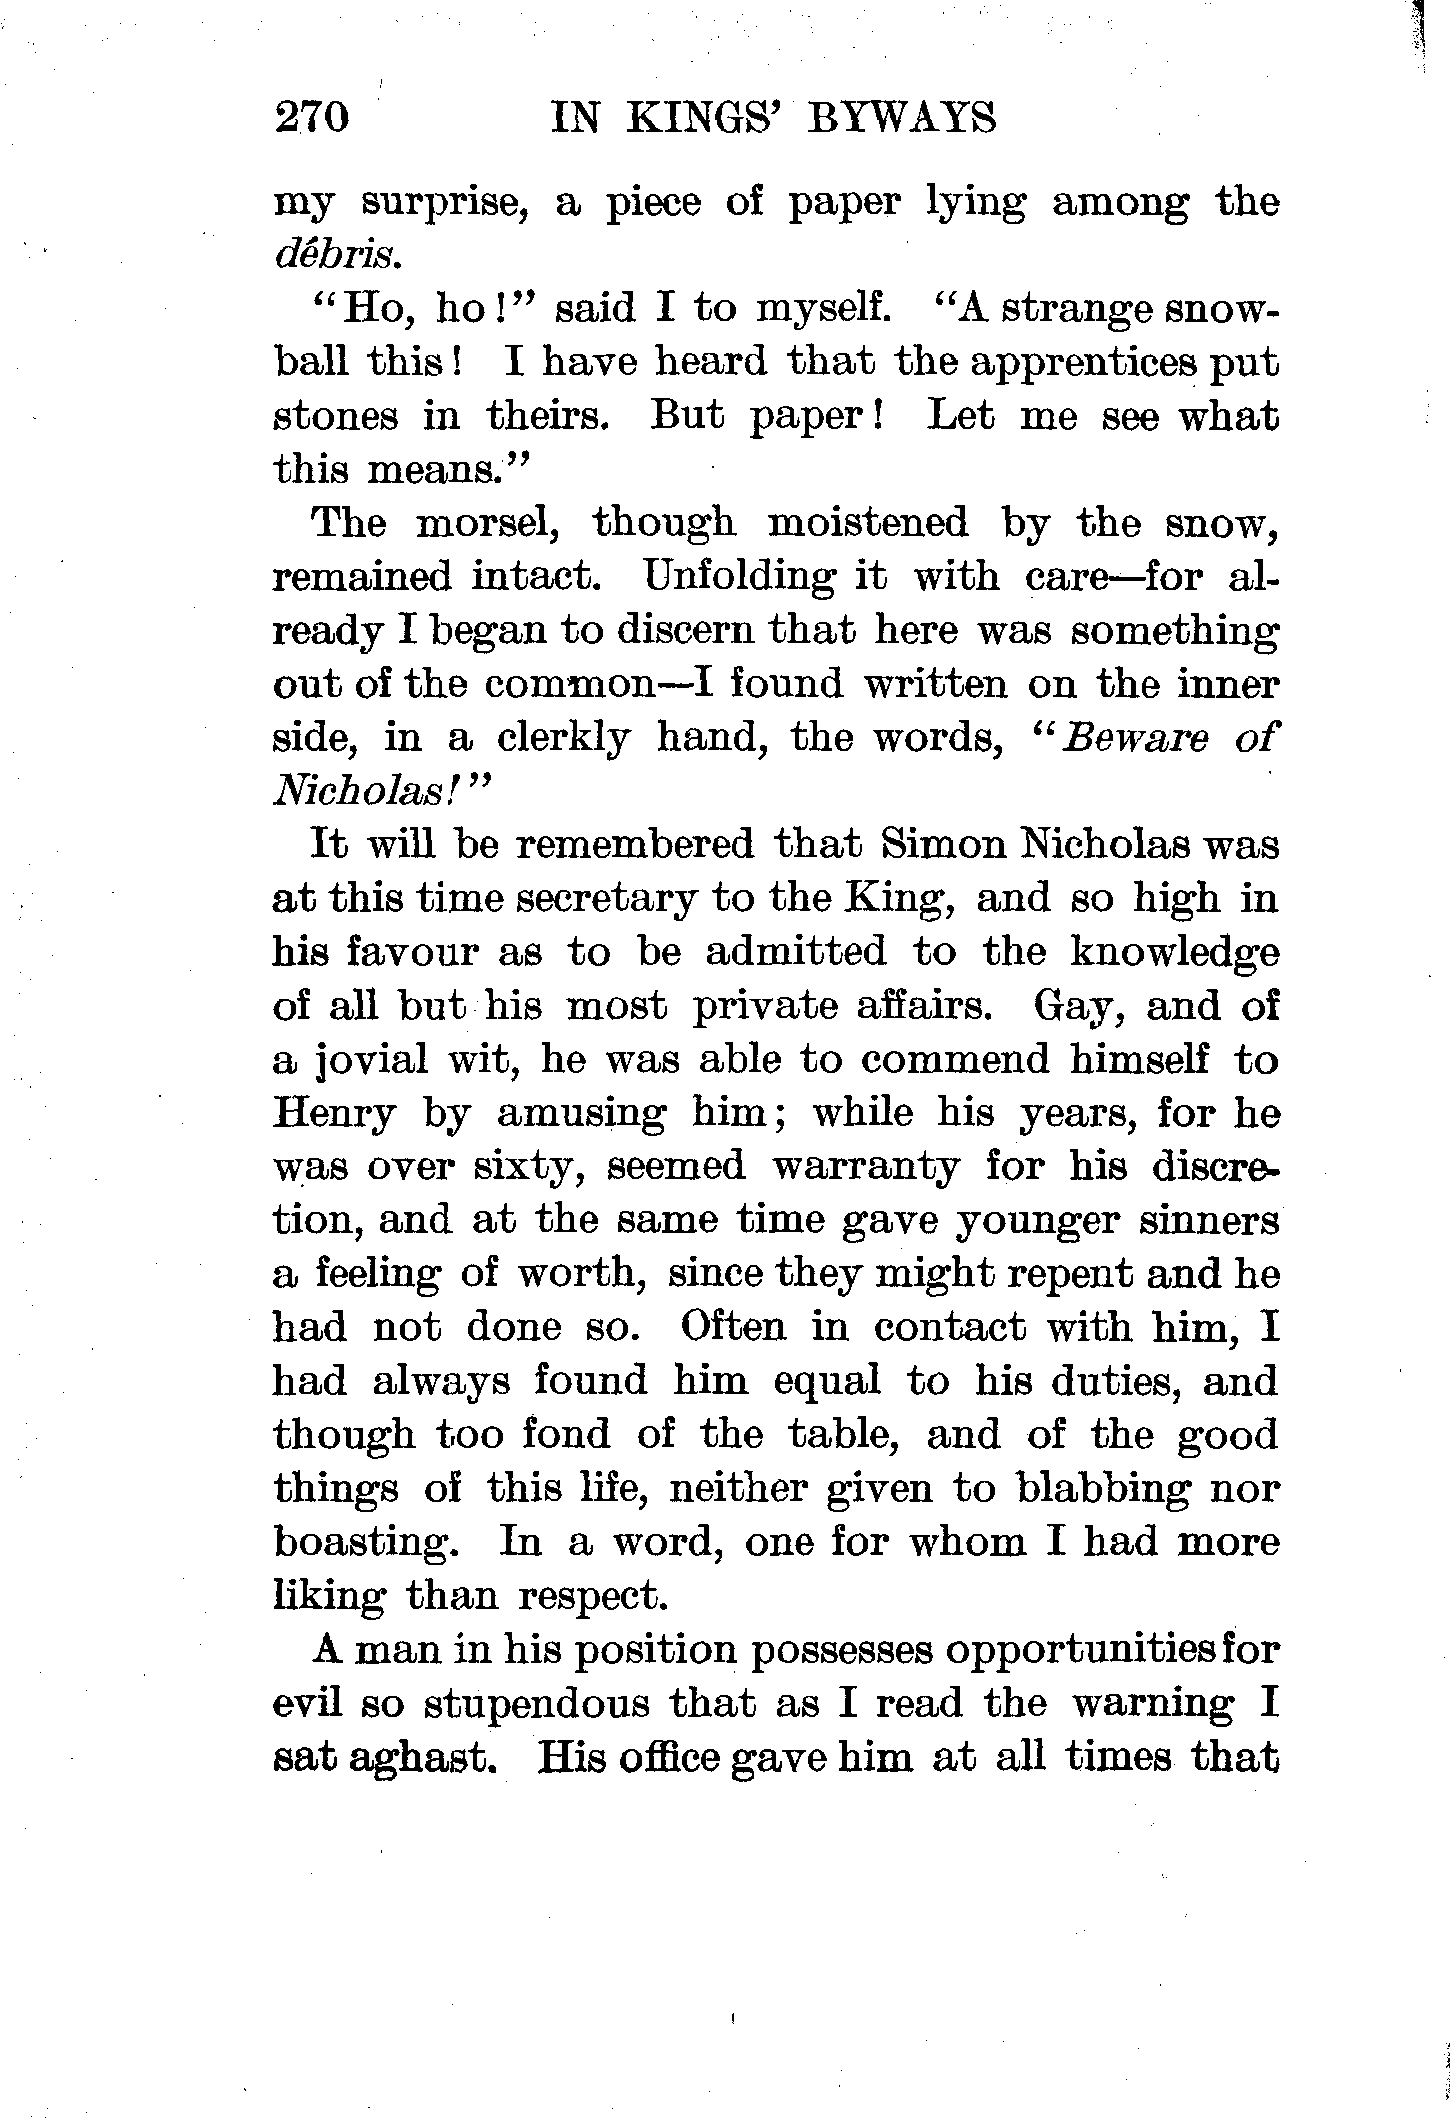 270 IN KINGS' BYWAYS
my surprise, a piece of paper lying among the
débris.
"Ho, ho!" said I to myself. "A strange snow-
ball this! I have heard that the apprentices put
stones in theirs. But paper! Let me see what
this means."
The morsel, though moistened by the snow,
remained intact. Unfolding it with care—for al-
ready I began to discern that here was something
out of the common—I found written on the inner
side, in a clerkly hand, the words, "Beware of
Nicholas!"
It will be remembered that Simon Nicholas was
at this time secretary to the King, and so high in
his favour as to be admitted to the knowledge
of all but his most private affairs. Gay, and of
a jovial wit, he was able to commend himself to
Henry by amusing him; while his years, for he
was over sixty, seemed warranty for his discre-
tion, and at the same time gave younger sinners
a feeling of worth, since they might repent and he
had not done so. Often in contact with him, I
had always found him equal to his duties, and
though too fond of the table, and of the good
things of this life, neither given to blabbing nor
boasting. In a word, one for whom I had more
liking than respect.
A man in his position possesses opportunities for
evil so stupendous that as I read the warning I
sat aghast. His office gave him at all times that